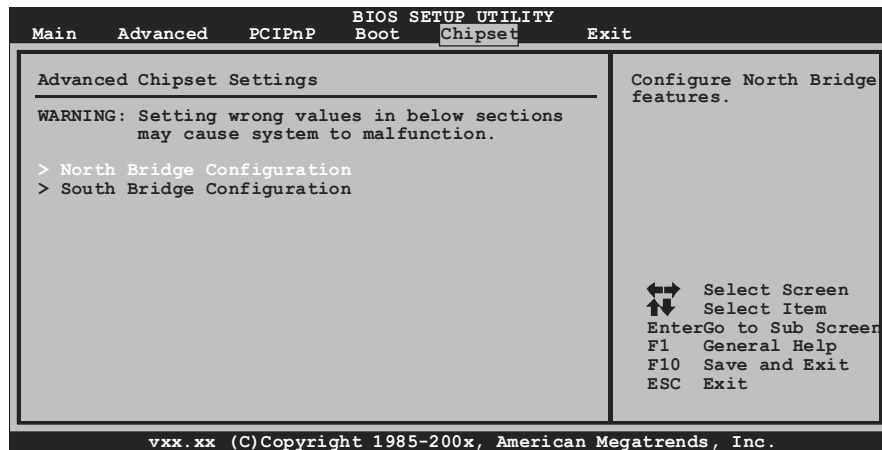 BIOS SETUP UTILITY
Main Advanced PCIPnP Boot Chipset Exit
Advanced Chipset Settings
WARNING: Setting wrong values in below sections
may cause system to malfunction.
> North Bridge Configuration
> South Bridge Configuration
Configure North Bridge
features.
Select Screen
Select Item
EnterGo to Sub Screen
F1 General Help
F10 Save and Exit
ESC Exit
vxx.xx (C)Copyright 1985-200x, American Megatrends, Inc.